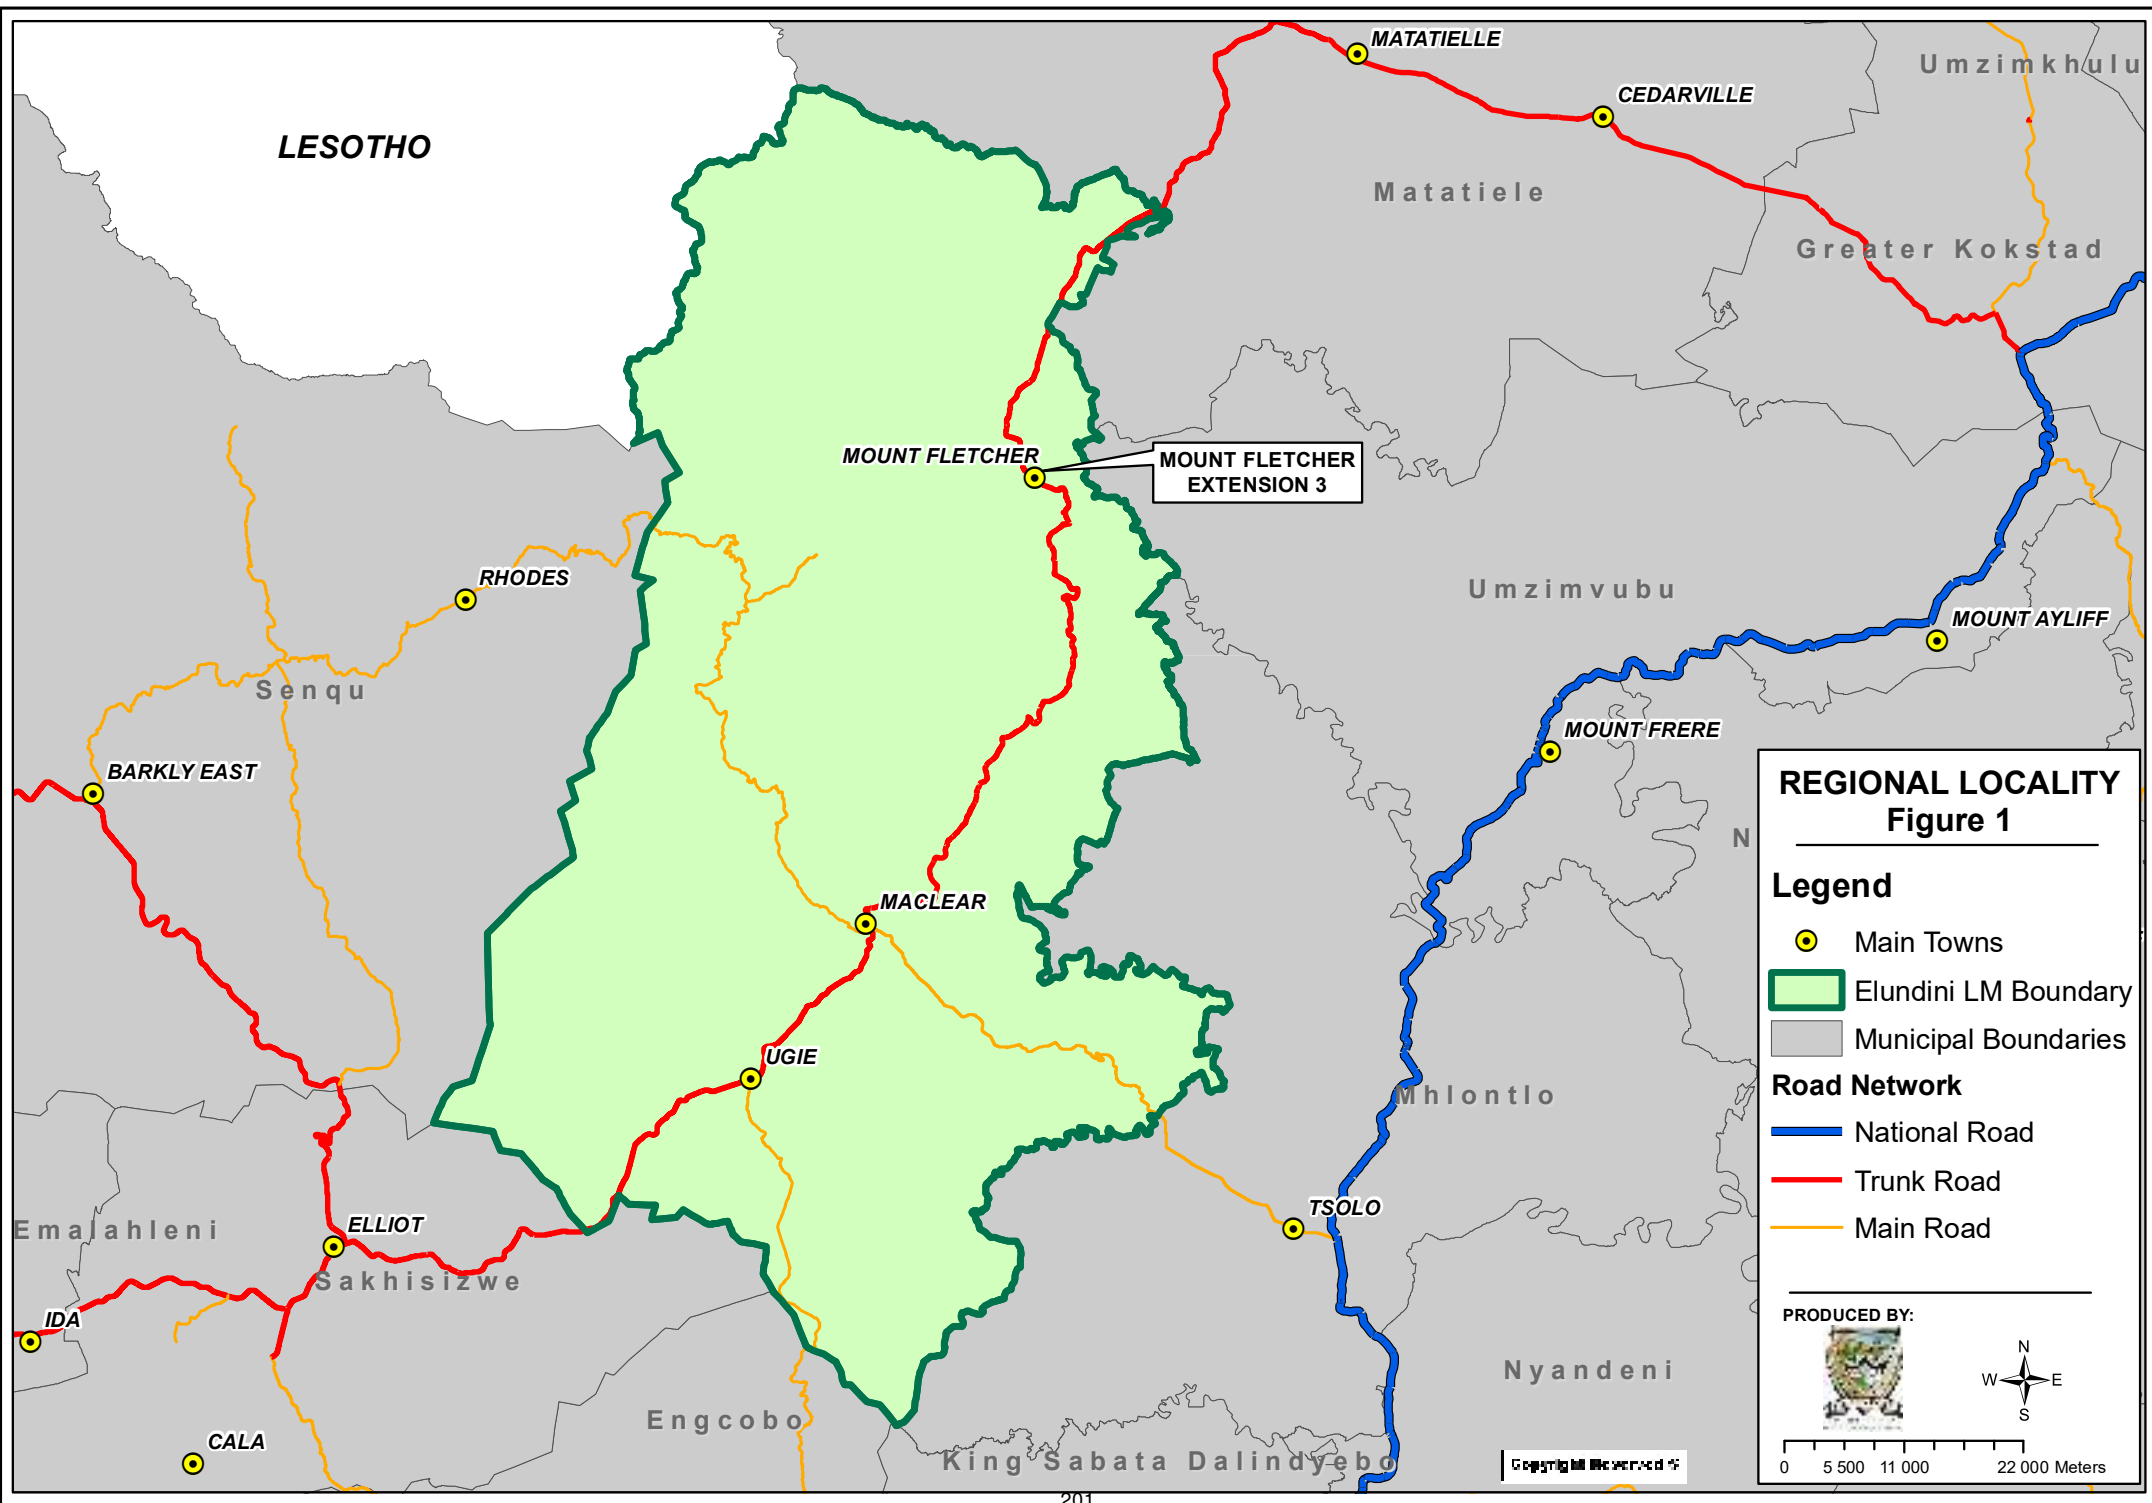 MATATIELLE
Umzimkhulu
CEDARVILLE
LESOTHO
Matatiele
Greater Kokstad
MOUNT FLETCHER
MOUNT FLETCHER
EXTENSION 3
RHODES
Umzimvubu
MOUNT AYLIFF
Senqu
MOUNT FRERE
BARKLY EAST
N
MACLEAR
UGIE
Mhlontlo
TSOLO
Emalahleni
ELLIOT
Sakhisizwe
IDA
Nyandeni
Engcobo
CALA
King Sabata Dalindyebo
REGIONAL LOCALITY
Figure 1
Legend
Main Towns
Elundini LM Boundary
Municipal Boundaries
Road Network
National Road
Trunk Road
Main Road
PRODUCED BY:
N
W E
S
0 5 500 11 000 22 000 Meters
Copyright Reserved ©
201